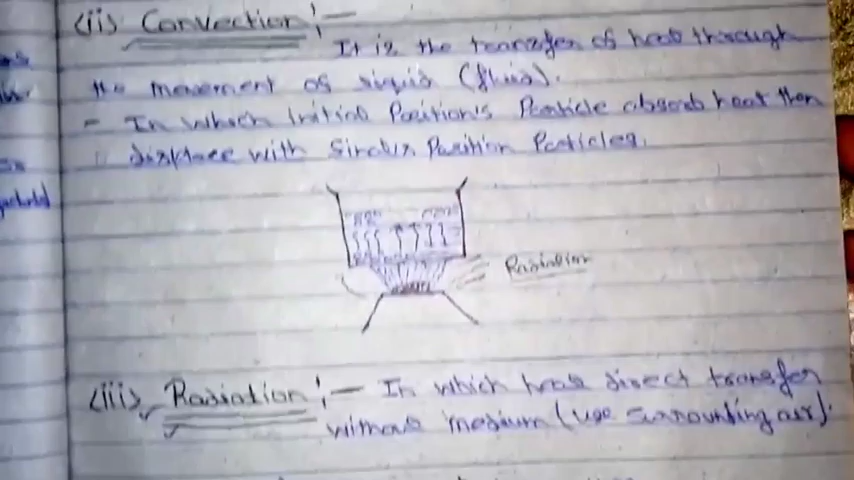 (ii) Convection :-
It is the transfer of heat through
the movement of liquid (fluid).
- In which Initial Position's Particle absorb heat then
displace with Position Particles.
Radiation
(iii) Radiation :- In which heat direct transfer
without medium (use surrounding air).